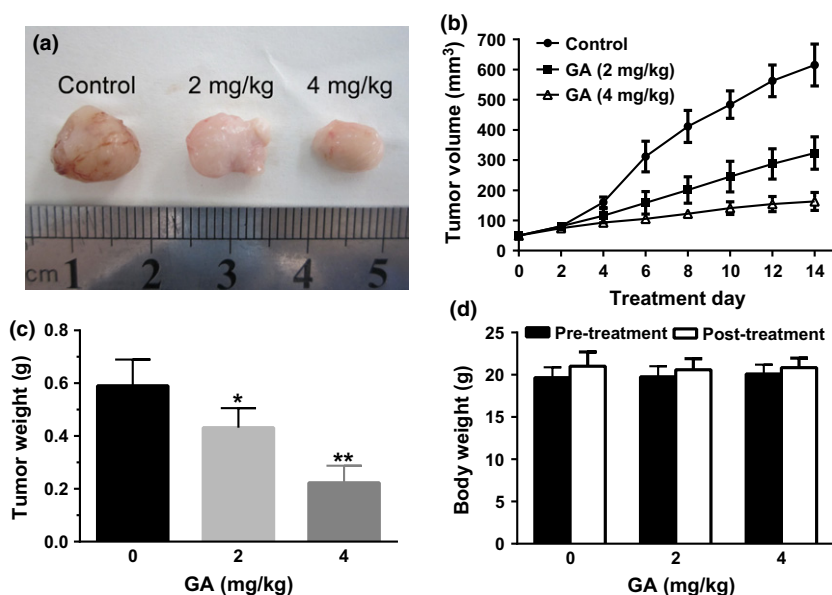 (a)
Control 2 mg/kg 4 mg/kg
cm 1 2 3 4 5
(b)
Tumor volume (mm³)
700
600
500
400
300
200
100
0
Control
GA (2 mg/kg)
GA (4 mg/kg)
0 2 4 6 8 10 12 14
Treatment day
(c)
Tumor weight (g)
0.8
0.6
0.4
0.2
0.0
*
**
0 2 4
GA (mg/kg)
(d)
Body weight (g)
Pre-treatment Post-treatment
25
20
15
10
5
0
0 2 4
GA (mg/kg)